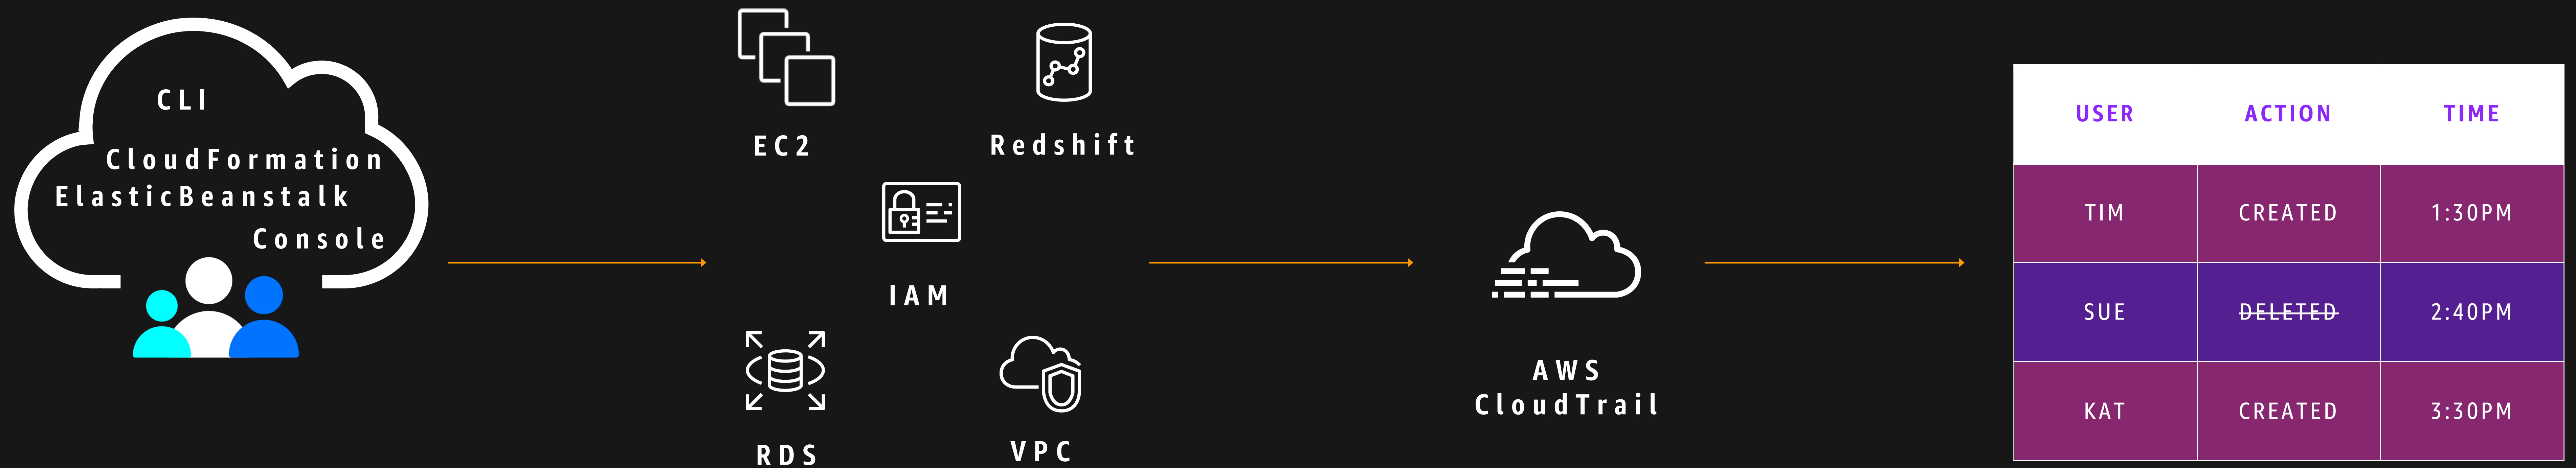 CLI
CloudFormation
ElasticBeanstalk
Console
EC2
Redshift
IAM
RDS
VPC
AWS
CloudTrail
USER ACTION TIME
TIM CREATED 1:30PM
SUE DELETED 2:40PM
KAT CREATED 3:30PM